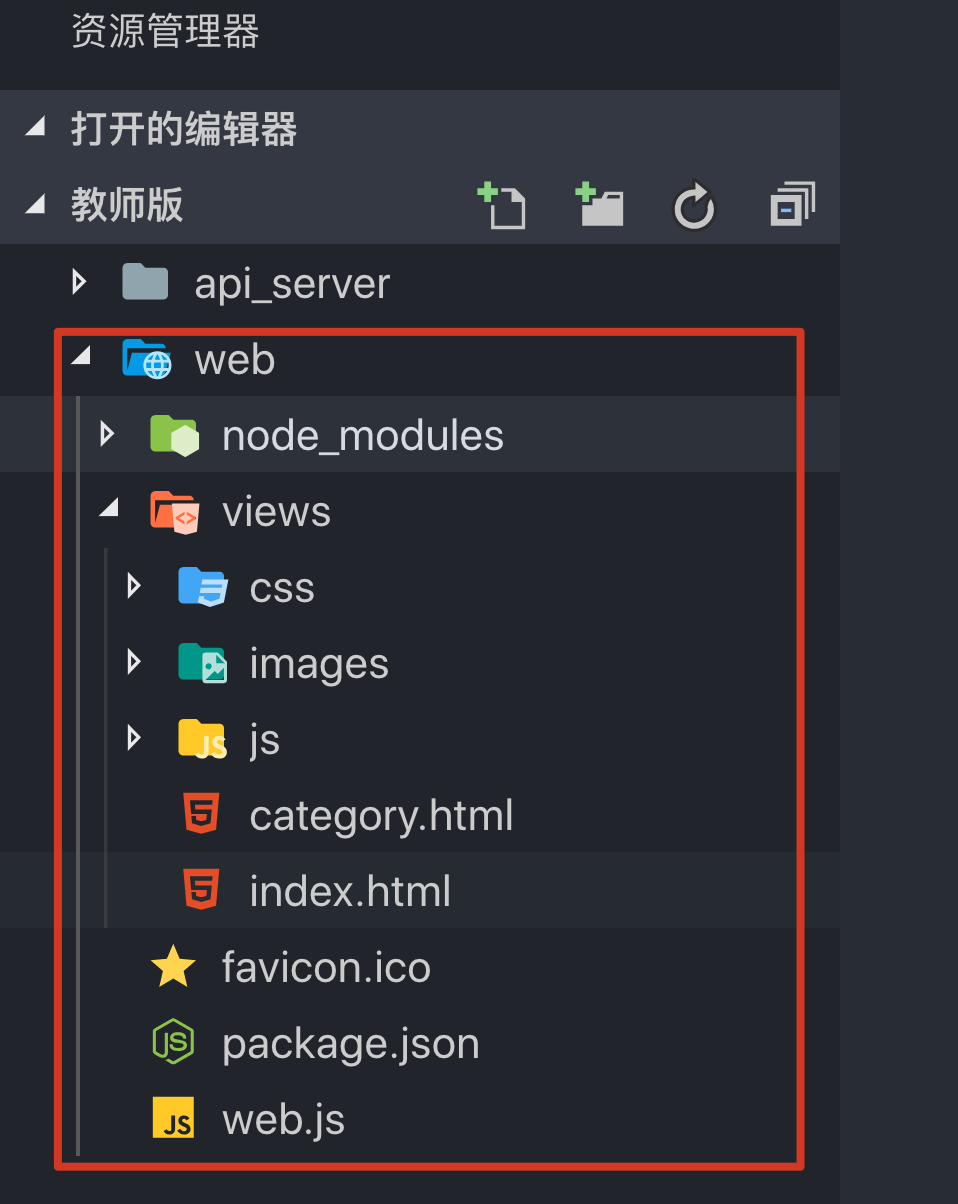 资源管理器
打开的编辑器
教师版
api_server
web
node_modules
views
css
images
js
category.html
index.html
favicon.ico
package.json
web.js